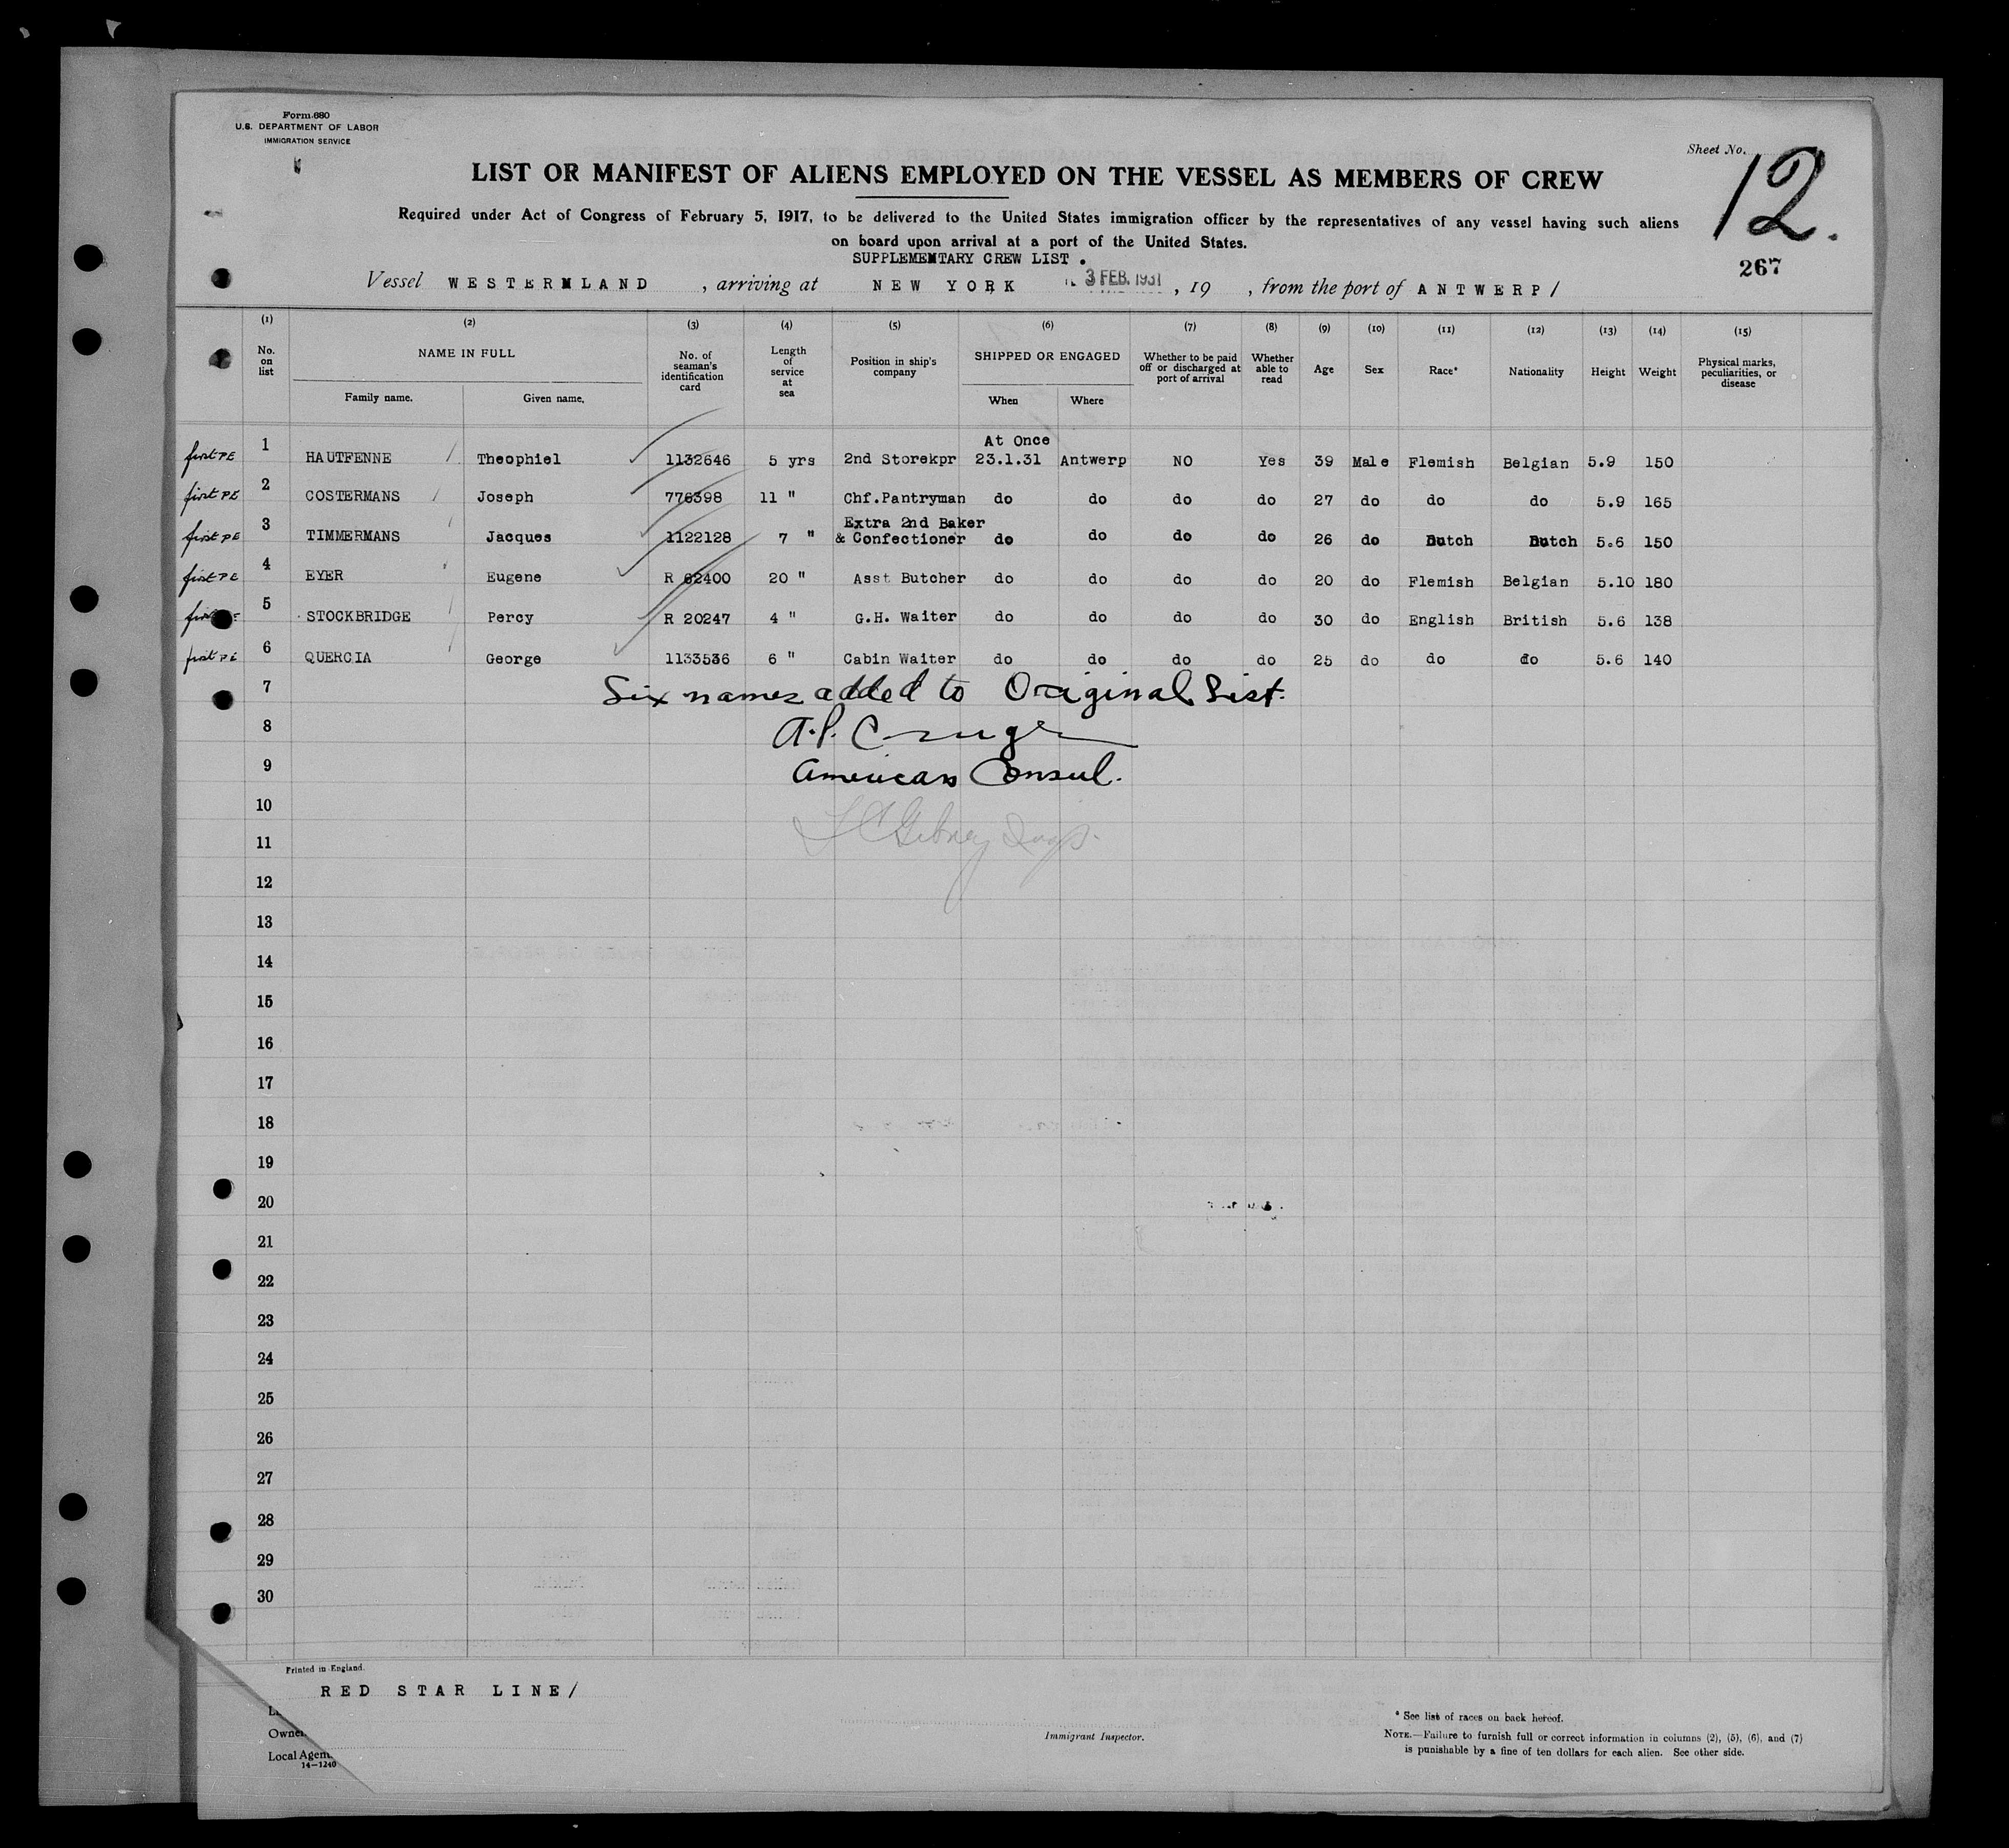 Form 680
U.S. DEPARTMENT OF LABOR
IMMIGRATION SERVICE
Sheet No. 12.
LIST OR MANIFEST OF ALIENS EMPLOYED ON THE VESSEL AS MEMBERS OF CREW
Required under Act of Congress of February 5, 1917, to be delivered to the United States immigration officer by the representatives of any vessel having such aliens
on board upon arrival at a port of the United States.
SUPPLEMENTARY CREW LIST .
267
Vessel WESTERNLAND , arriving at NEW YORK 3 FEB. 1931 , 19 , from the port of ANTWERP/
(1) (2) (3) (4) (5) (6) (7) (8) (9) (10) (11) (12) (13) (14) (15)
No. on list NAME IN FULL Family name. Given name. No. of seaman's identification card Length of service at sea Position in ship's company SHIPPED OR ENGAGED When Where Whether to be paid off or discharged at port of arrival Whether able to read Age Sex Race* Nationality Height Weight Physical marks, peculiarities, or disease
At Once
first PE 1 HAUTFENNE / Theophiel 1132646 5 yrs 2nd Storekpr 23.1.31 Antwerp NO Yes 39 Male Flemish Belgian 5.9 150
first PE 2 COSTERMANS / Joseph 776398 11 " Chf.Pantryman do do do do 27 do do do 5.9 165
Extra 2nd Baker
first PE 3 TIMMERMANS / Jacques 1122128 7 " & Confectioner do do do do 26 do Dutch Dutch 5.6 150
first PE 4 EYER Eugene R 62400 20 " Asst Butcher do do do do 20 do Flemish Belgian 5.10 180
5 STOCKBRIDGE / Percy R 20247 4 " G.H. Waiter do do do do 30 do English British 5.6 138
first PE 6 QUERCIA / George 1133536 6 " Cabin Waiter do do do do 25 do do do 5.6 140
7 Six names added to Original List.
8
9 American Consul.
10
11
12
13
14
15
16
17
18
19
20
21
22
23
24
25
26
27
28
29
30
Printed in England.
RED STAR LINE/
Owne
Local Agen
14—1240
Immigrant Inspector.
* See list of races on back hereof.
NOTE.—Failure to furnish full or correct information in columns (2), (5), (6), and (7)
is punishable by a fine of ten dollars for each alien. See other side.